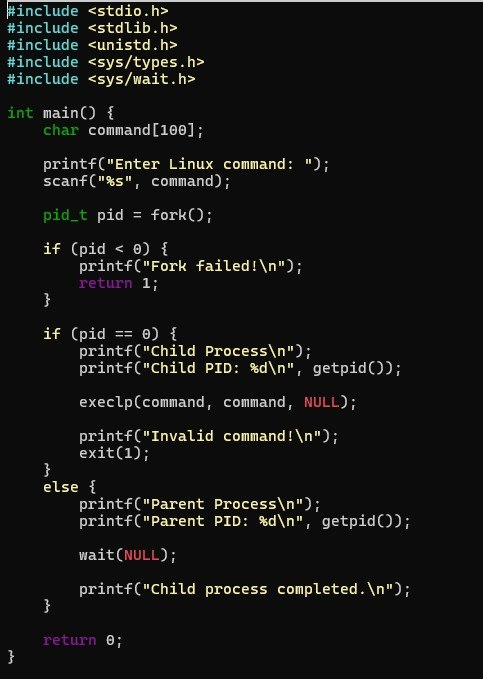 #include <stdio.h>
#include <stdlib.h>
#include <unistd.h>
#include <sys/types.h>
#include <sys/wait.h>

int main() {
    char command[100];

    printf("Enter Linux command: ");
    scanf("%s", command);

    pid_t pid = fork();

    if (pid < 0) {
        printf("Fork failed!\n");
        return 1;
    }

    if (pid == 0) {
        printf("Child Process\n");
        printf("Child PID: %d\n", getpid());

        execlp(command, command, NULL);

        printf("Invalid command!\n");
        exit(1);
    }
    else {
        printf("Parent Process\n");
        printf("Parent PID: %d\n", getpid());

        wait(NULL);

        printf("Child process completed.\n");
    }

    return 0;
}